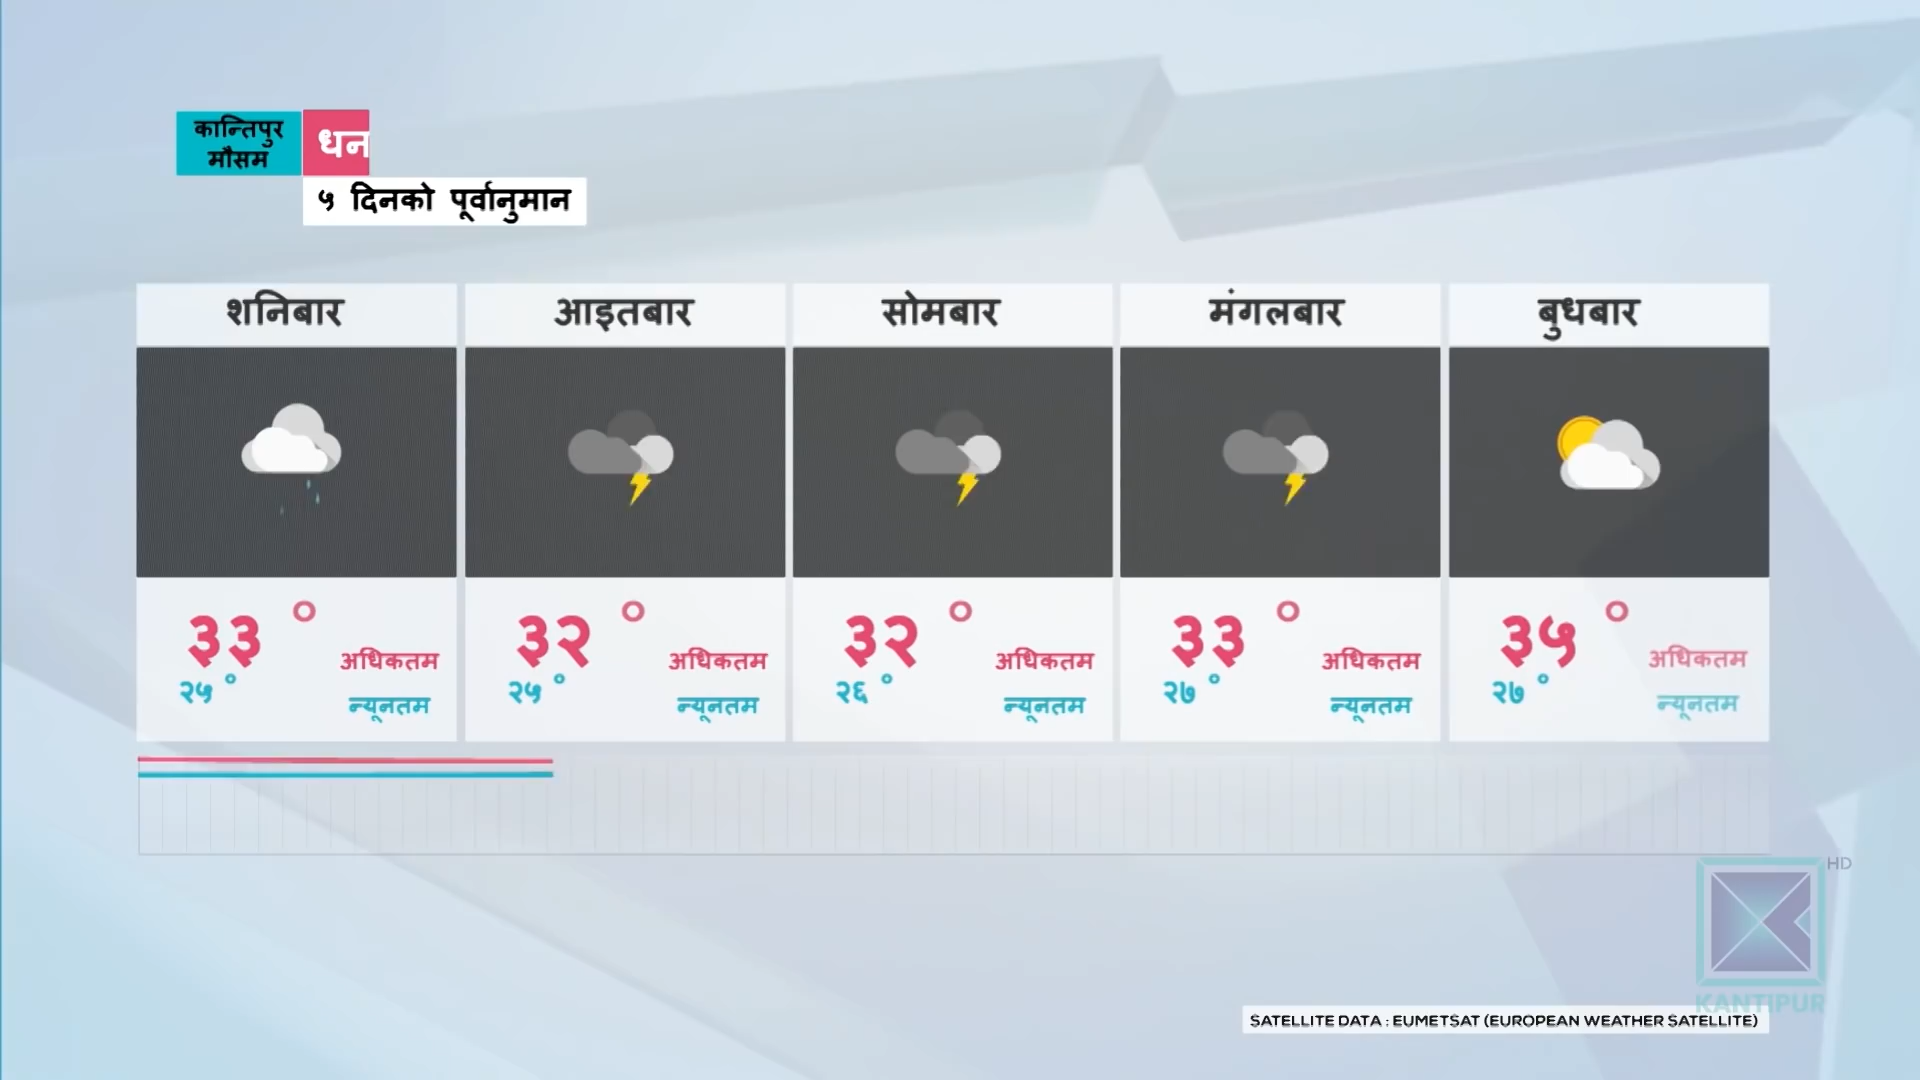 कान्तिपुर
मौसम
धन
५ दिनको पूर्वानुमान
शनिबार
आइतबार
सोमबार
मंगलबार
बुधबार
३३°
अधिकतम
२५°
न्यूनतम
३२°
अधिकतम
२५°
न्यूनतम
३२°
अधिकतम
२६°
न्यूनतम
३३°
अधिकतम
२७°
न्यूनतम
३५°
अधिकतम
२७°
न्यूनतम
HD
KANTIPUR
SATELLITE DATA : EUMETSAT (EUROPEAN WEATHER SATELLITE)